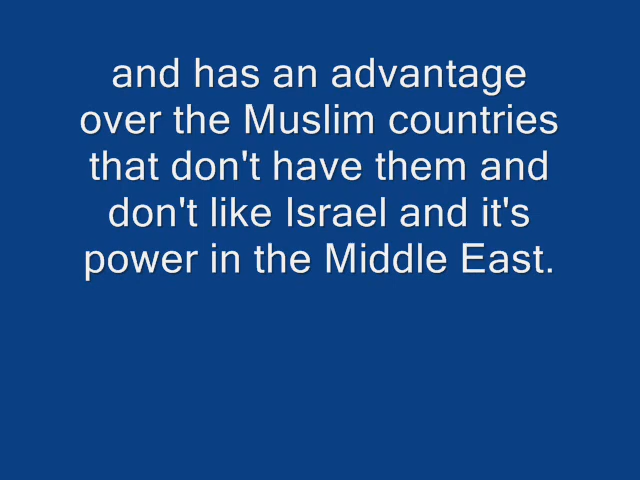 and has an advantage
over the Muslim countries
that don't have them and
don't like Israel and it's
power in the Middle East.